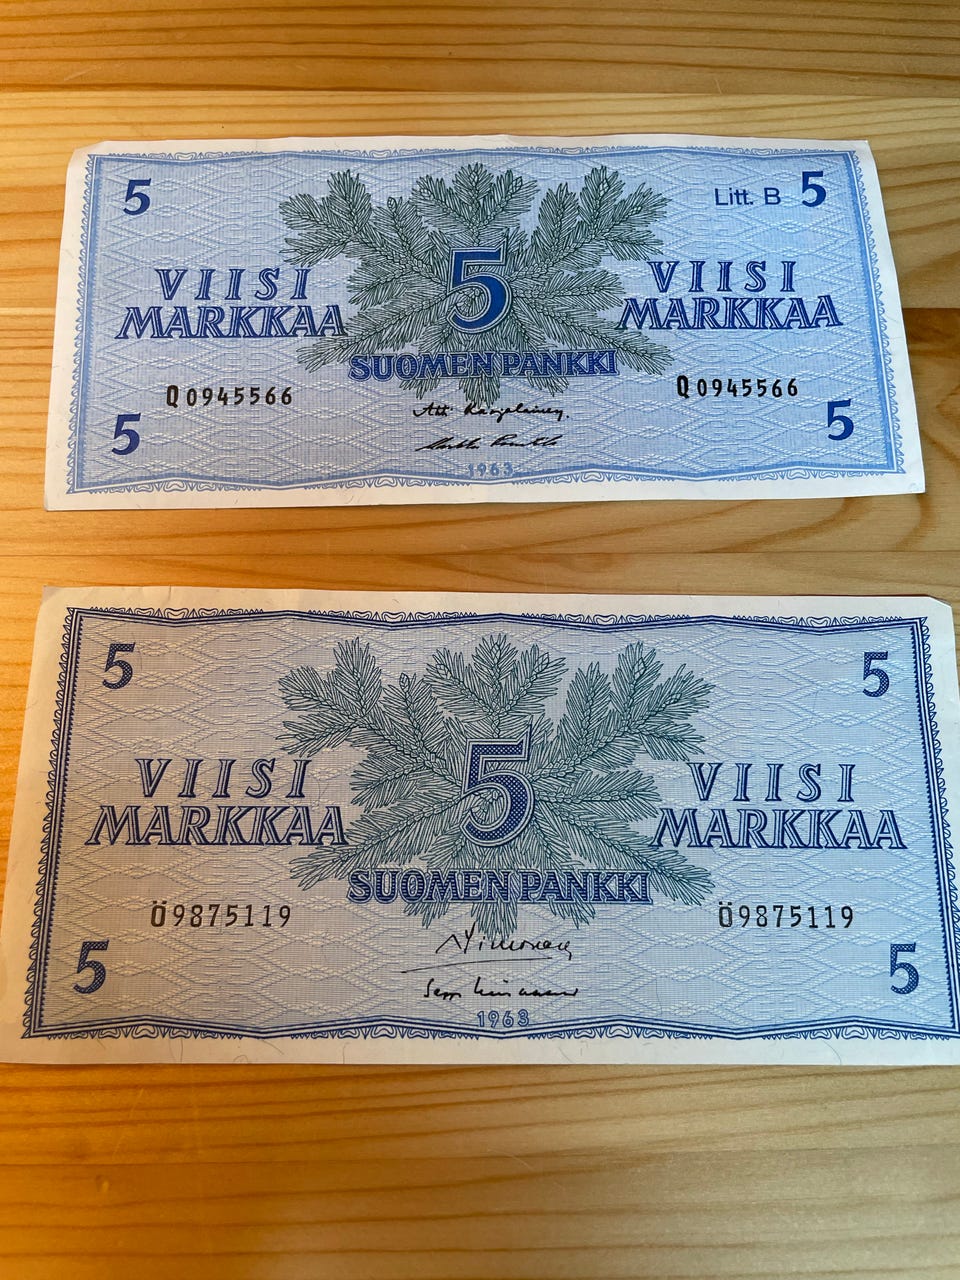 5 Litt. B 5
5
VIISI VIISI
MARKKAA MARKKAA
SUOMEN PANKKI
Q0945566 Q0945566
5 5
1963
5 5
5
VIISI VIISI
MARKKAA MARKKAA
SUOMEN PANKKI
Ö9875119 Ö9875119
5 5
1963